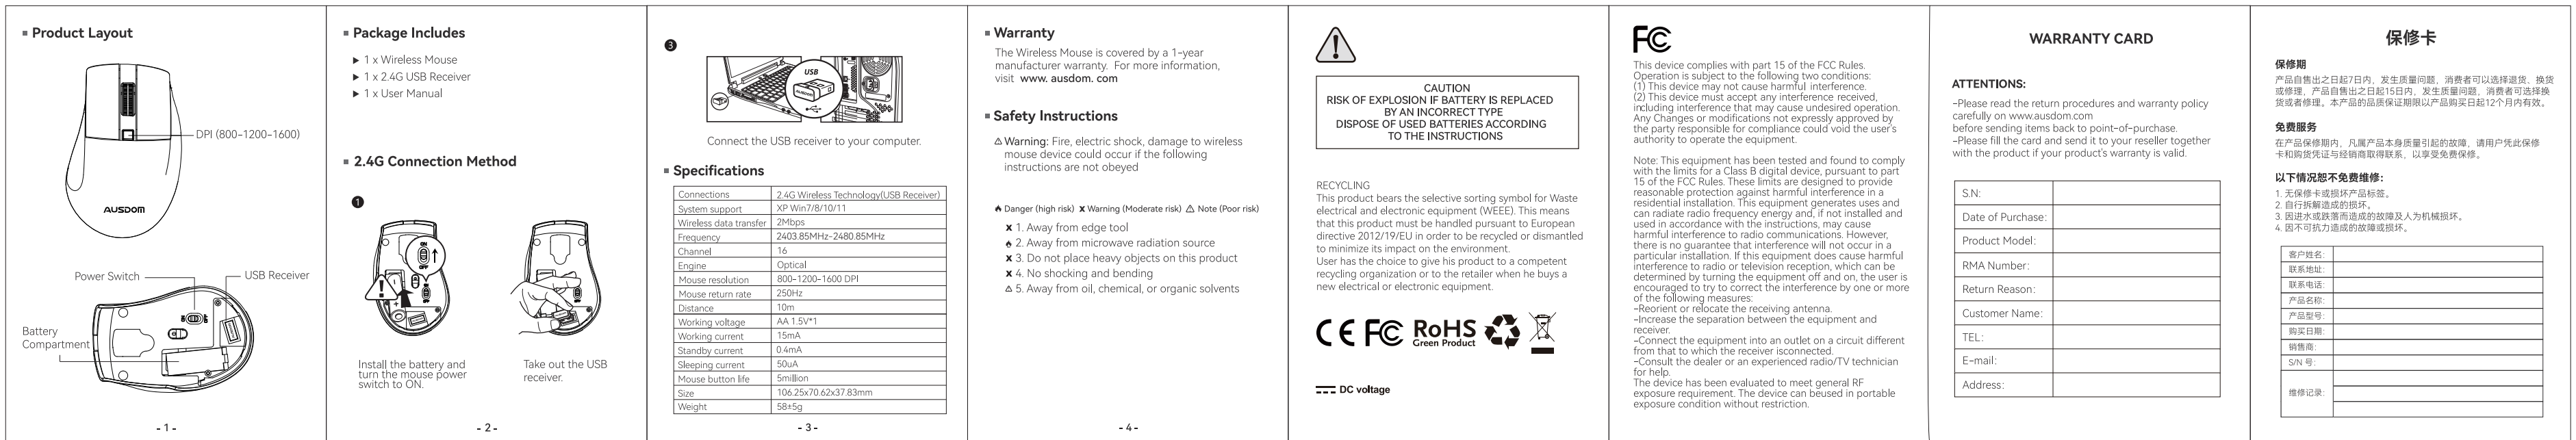 Product Layout
DPI (800-1200-1600)
AUSDOM
Power Switch
USB Receiver
Battery
Compartment
- 1 -
Package Includes
1 x Wireless Mouse
1 x 2.4G USB Receiver
1 x User Manual
2.4G Connection Method
1
ON
OFF
Install the battery and
turn the mouse power
switch to ON.
Take out the USB
receiver.
- 2 -
3
USB
AUSDOM
Connect the USB receiver to your computer.
Specifications
Connections 2.4G Wireless Technology(USB Receiver)
System support XP Win7/8/10/11
Wireless data transfer 2Mbps
Frequency 2403.85MHz-2480.85MHz
Channel 16
Engine Optical
Mouse resolution 800-1200-1600 DPI
Mouse return rate 250Hz
Distance 10m
Working voltage AA 1.5V*1
Working current 15mA
Standby current 0.4mA
Sleeping current 50uA
Mouse button life 5million
Size 106.25x70.62x37.83mm
Weight 58±5g
- 3 -
Warranty
The Wireless Mouse is covered by a 1-year
manufacturer warranty. For more information,
visit www. ausdom. com
Safety Instructions
Warning: Fire, electric shock, damage to wireless
mouse device could occur if the following
instructions are not obeyed
Danger (high risk) x Warning (Moderate risk) Note (Poor risk)
x 1. Away from edge tool
2. Away from microwave radiation source
x 3. Do not place heavy objects on this product
x 4. No shocking and bending
5. Away from oil, chemical, or organic solvents
- 4 -
CAUTION
RISK OF EXPLOSION IF BATTERY IS REPLACED
BY AN INCORRECT TYPE
DISPOSE OF USED BATTERIES ACCORDING
TO THE INSTRUCTIONS
RECYCLING
This product bears the selective sorting symbol for Waste
electrical and electronic equipment (WEEE). This means
that this product must be handled pursuant to European
directive 2012/19/EU in order to be recycled or dismantled
to minimize its impact on the environment.
User has the choice to give his product to a competent
recycling organization or to the retailer when he buys a
new electrical or electronic equipment.
CE FC RoHS
Green Product
DC voltage
FC
This device complies with part 15 of the FCC Rules.
Operation is subject to the following two conditions:
(1) This device may not cause harmful interference.
(2) This device must accept any interference received,
including interference that may cause undesired operation.
Any Changes or modifications not expressly approved by
the party responsible for compliance could void the user's
authority to operate the equipment.
Note: This equipment has been tested and found to comply
with the limits for a Class B digital device, pursuant to part
15 of the FCC Rules. These limits are designed to provide
reasonable protection against harmful interference in a
residential installation. This equipment generates uses and
can radiate radio frequency energy and, if not installed and
used in accordance with the instructions, may cause
harmful interference to radio communications. However,
there is no guarantee that interference will not occur in a
particular installation. If this equipment does cause harmful
interference to radio or television reception, which can be
determined by turning the equipment off and on, the user is
encouraged to try to correct the interference by one or more
of the following measures:
-Reorient or relocate the receiving antenna.
-Increase the separation between the equipment and
receiver.
-Connect the equipment into an outlet on a circuit different
from that to which the receiver isconnected.
-Consult the dealer or an experienced radio/TV technician
for help.
The device has been evaluated to meet general RF
exposure requirement. The device can beused in portable
exposure condition without restriction.
WARRANTY CARD
ATTENTIONS:
-Please read the return procedures and warranty policy
carefully on www.ausdom.com
before sending items back to point-of-purchase.
-Please fill the card and send it to your reseller together
with the product if your product's warranty is valid.
S.N:
Date of Purchase:
Product Model:
RMA Number:
Return Reason:
Customer Name:
TEL:
E-mail:
Address:
保修卡
保修期
产品自售出之日起7日内，发生质量问题，消费者可以选择退货、换货
或修理，产品自售出之日起15日内，发生质量问题，消费者可选择换
货或者修理。本产品的品质保证期限以产品购买日起12个月内有效。
免费服务
在产品保修期内，凡属产品本身质量引起的故障，请用户凭此保修
卡和购货凭证与经销商取得联系，以享受免费保修。
以下情况恕不免费维修：
1. 无保修卡或损坏产品标签。
2. 自行拆解造成的损坏。
3. 因进水或跌落而造成的故障及人为机械损坏。
4. 因不可抗力造成的故障或损坏。
客户姓名:
联系地址:
联系电话:
产品名称:
产品型号:
购买日期:
销售商:
S/N 号:
维修记录: